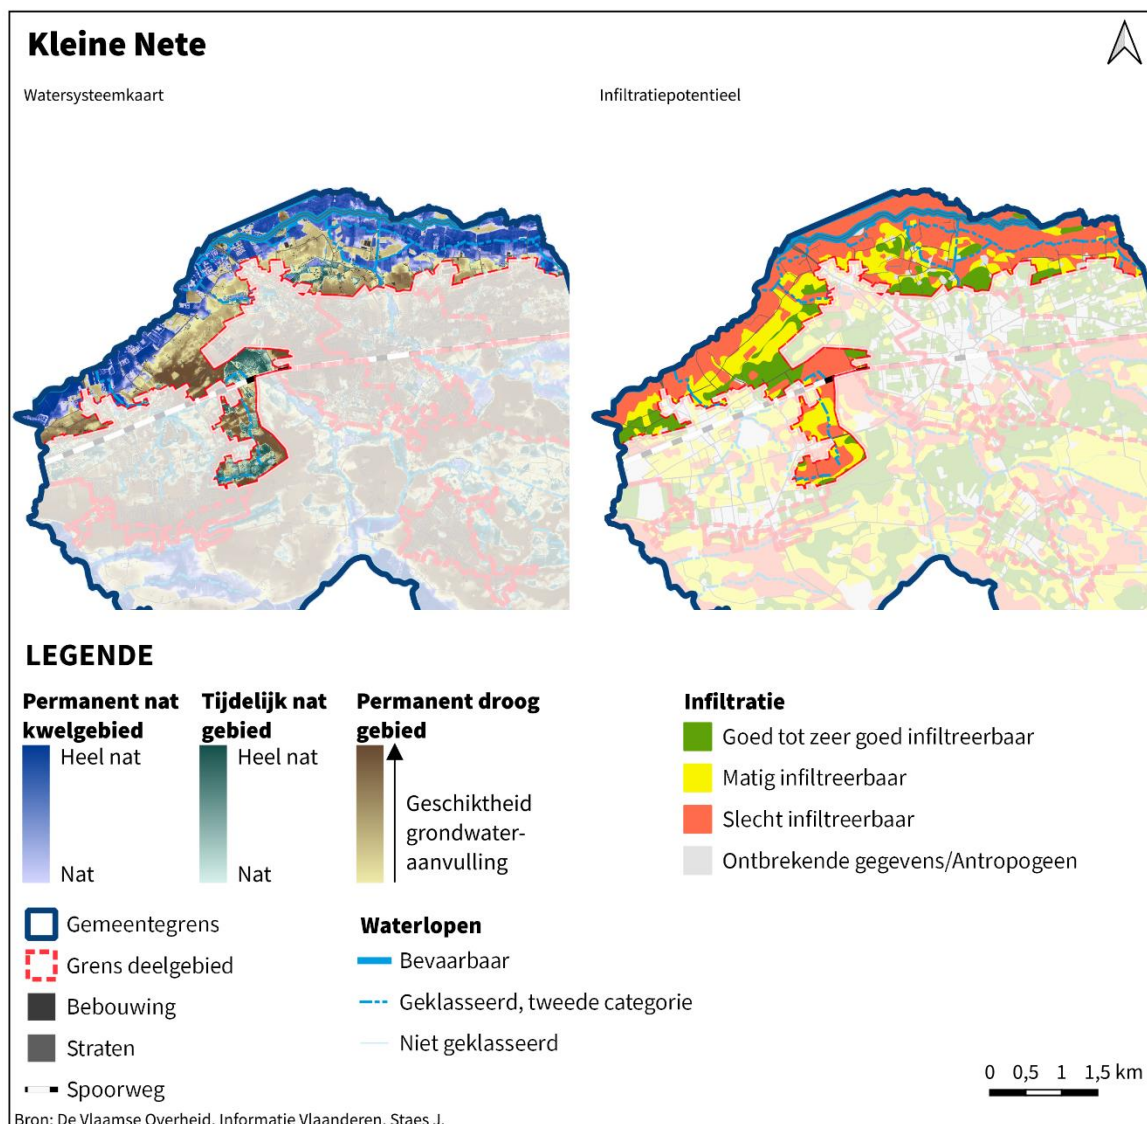 Kleine Nete
Watersysteemkaart
Infiltratiepotentieel
LEGENDE
Permanent nat
kwelgebied
Heel nat
Nat
Tijdelijk nat
gebied
Heel nat
Nat
Permanent droog
gebied
Geschiktheid
grondwater-
aanvulling
Infiltratie
Goed tot zeer goed infiltreerbaar
Matig infiltreerbaar
Slecht infiltreerbaar
Ontbrekende gegevens/Antropogeen
Gemeentegrens
Grens deelgebied
Bebouwing
Straten
Spoorweg
Waterlopen
Bevaarbaar
Geklasseerd, tweede categorie
Niet geklasseerd
0 0,5 1 1,5 km
Bron: De Vlaamse Overheid, Informatie Vlaanderen, Staes J.